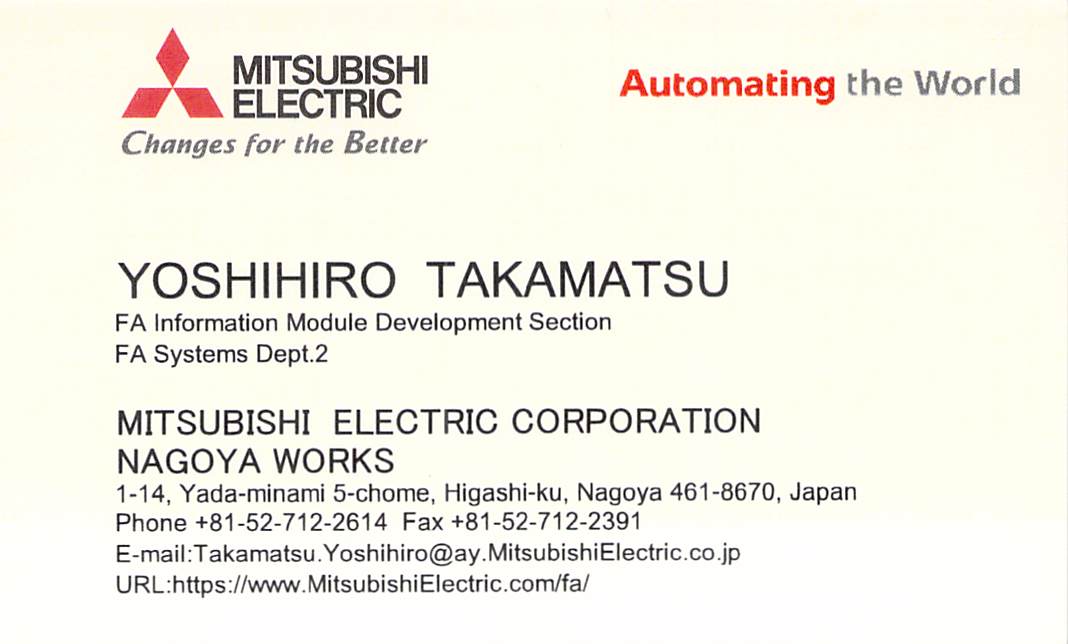 MITSUBISHI
ELECTRIC
Changes for the Better
Automating the World
YOSHIHIRO TAKAMATSU
FA Information Module Development Section
FA Systems Dept.2
MITSUBISHI ELECTRIC CORPORATION
NAGOYA WORKS
1-14, Yada-minami 5-chome, Higashi-ku, Nagoya 461-8670, Japan
Phone +81-52-712-2614 Fax +81-52-712-2391
E-mail:Takamatsu.Yoshihiro@ay.MitsubishiElectric.co.jp
URL:https://www.MitsubishiElectric.com/fa/